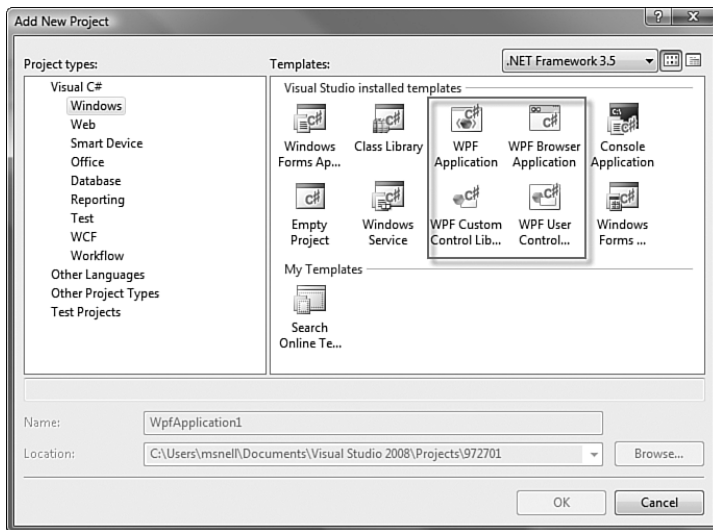 Add New Project
Project types:
Visual C#
Windows
Web
Smart Device
Office
Database
Reporting
Test
WCF
Workflow
Other Languages
Other Project Types
Test Projects
Templates:
.NET Framework 3.5
Visual Studio installed templates
Windows Forms Ap...
Class Library
WPF Application
WPF Browser Application
Console Application
Empty Project
Windows Service
WPF Custom Control Lib...
WPF User Control...
Windows Forms ...
My Templates
Search Online Te...
Name:
WpfApplication1
Location:
C:\Users\msnell\Documents\Visual Studio 2008\Projects\972701
Browse...
OK
Cancel